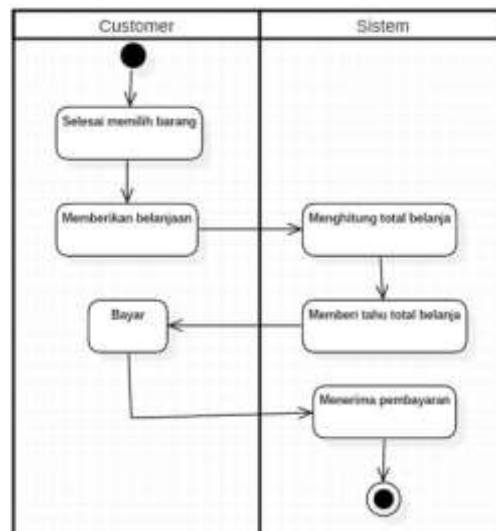 Customer
Sistem
Selesai memilih barang
Memberikan belanjaan
Menghitung total belanja
Bayar
Memberi tahu total belanja
Menerima pembayaran